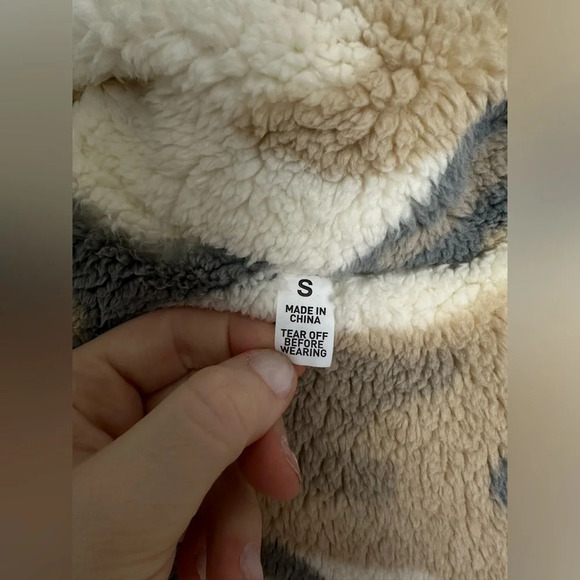 S
MADE IN
CHINA
TEAR OFF
BEFORE
WEARING